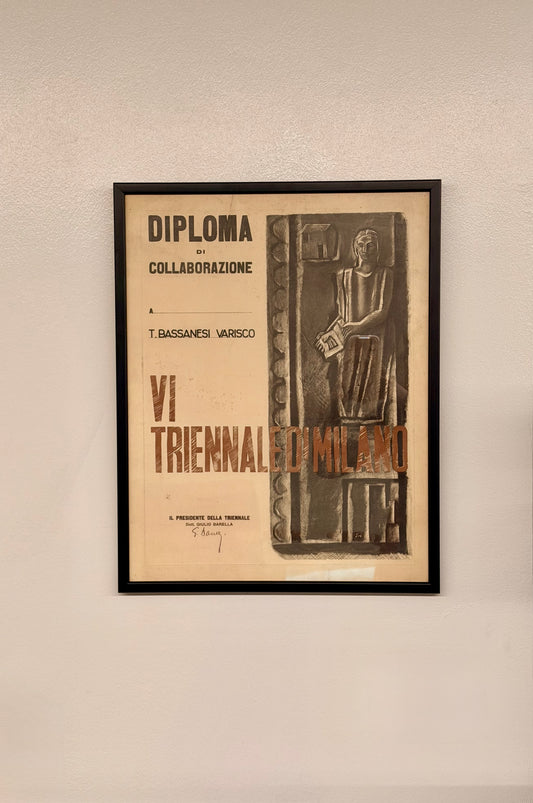 DIPLOMA
DI
COLLABORAZIONE
A
T. BASSANESI VARISCO
VI
TRIENNALE DI MILANO
IL PRESIDENTE DELLA TRIENNALE
Dott. GIULIO BARELLA